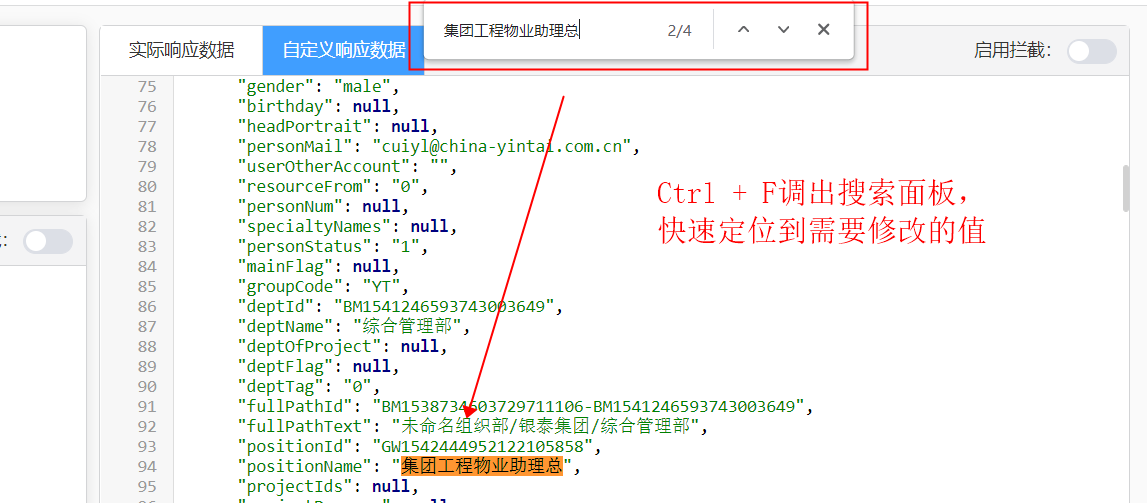 集团工程物业助理总 2/4
实际响应数据 自定义响应数据 启用拦截：
75 "gender": "male",
76 "birthday": null,
77 "headPortrait": null,
78 "personMail": "cuiyl@china-yintai.com.cn",
79 "userOtherAccount": "",
80 "resourceFrom": "0",
81 "personNum": null,
82 "specialtyNames": null,
83 "personStatus": "1",
84 "mainFlag": null,
85 "groupCode": "YT",
86 "deptId": "BM1541246593743003649",
87 "deptName": "综合管理部",
88 "deptOfProject": null,
89 "deptFlag": null,
90 "deptTag": "0",
91 "fullPathId": "BM1538734603729711106-BM1541246593743003649",
92 "fullPathText": "未命名组织部/银泰集团/综合管理部",
93 "positionId": "GW1542444952122105858",
94 "positionName": "集团工程物业助理总",
95 "projectIds": null,
Ctrl + F调出搜索面板，
快速定位到需要修改的值